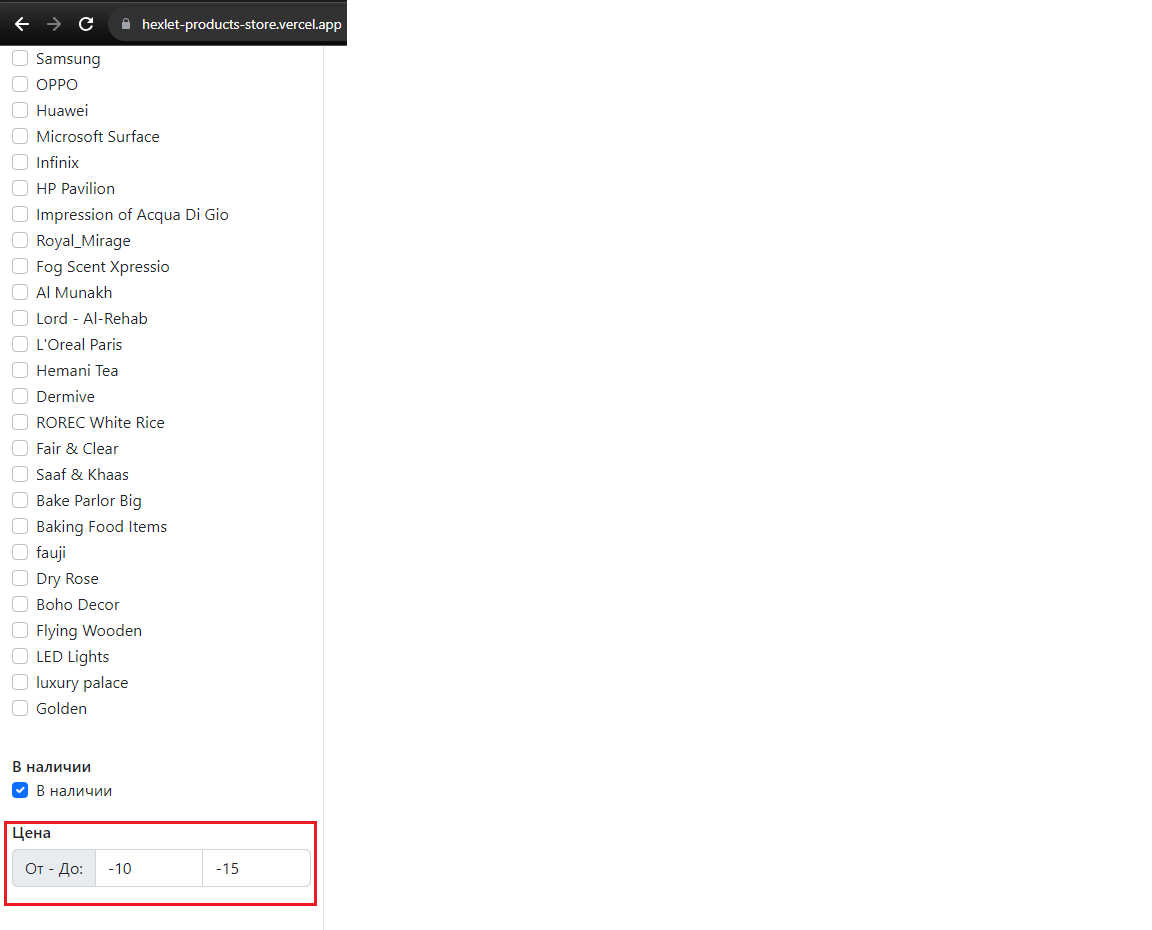 hexlet-products-store.vercel.app
Samsung
OPPO
Huawei
Microsoft Surface
Infinix
HP Pavilion
Impression of Acqua Di Gio
Royal_Mirage
Fog Scent Xpressio
Al Munakh
Lord - Al-Rehab
L'Oreal Paris
Hemani Tea
Dermive
ROREC White Rice
Fair & Clear
Saaf & Khaas
Bake Parlor Big
Baking Food Items
fauji
Dry Rose
Boho Decor
Flying Wooden
LED Lights
luxury palace
Golden
В наличии
В наличии
Цена
От - До: -10 -15